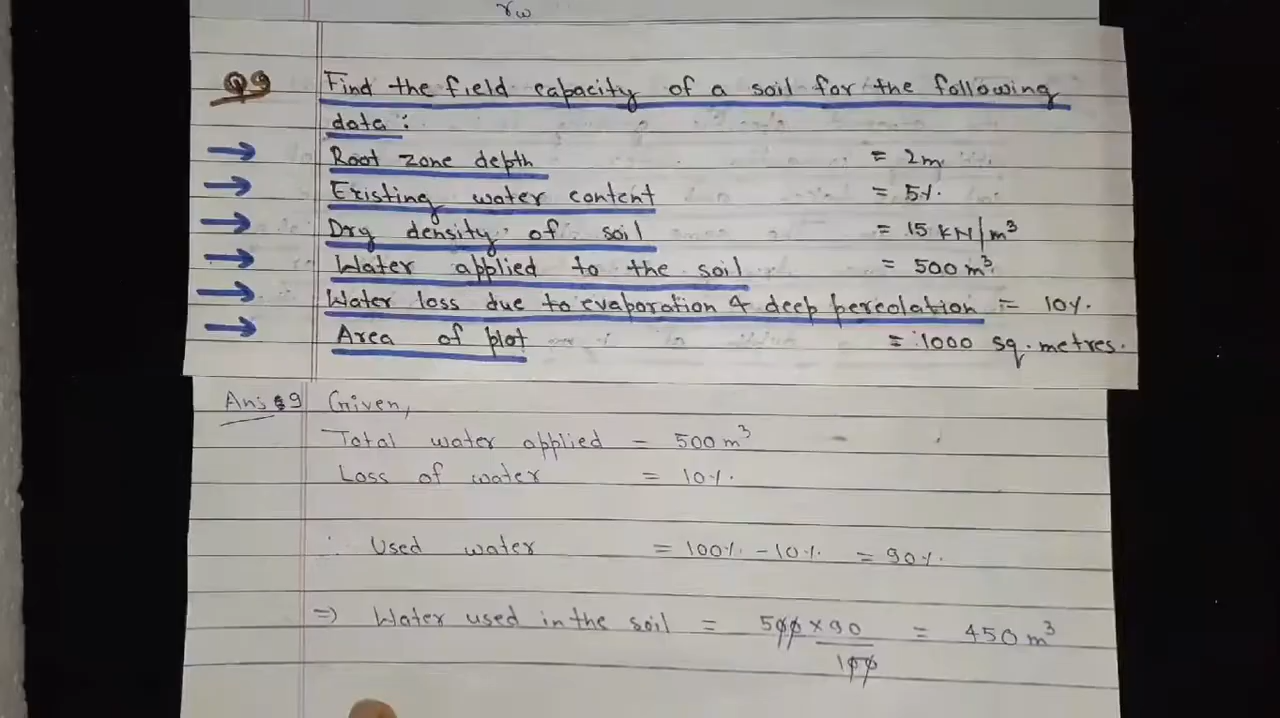 γω
Q9 Find the field capacity of a soil for the following
data:
→ Root zone depth = 2m
→ Existing water content = 5%
→ Dry density of soil = 15 KN/m³
→ Water applied to the soil = 500 m³
→ Water loss due to evaporation & deep percolation = 10%
→ Area of plot = 1000 sq. metres.
Ans 9 Given,
Total water applied = 500 m³
Loss of water = 10%
∴ Used water = 100% - 10% = 90%
⇒ Water used in the soil = 500 × 90 / 100 = 450 m³